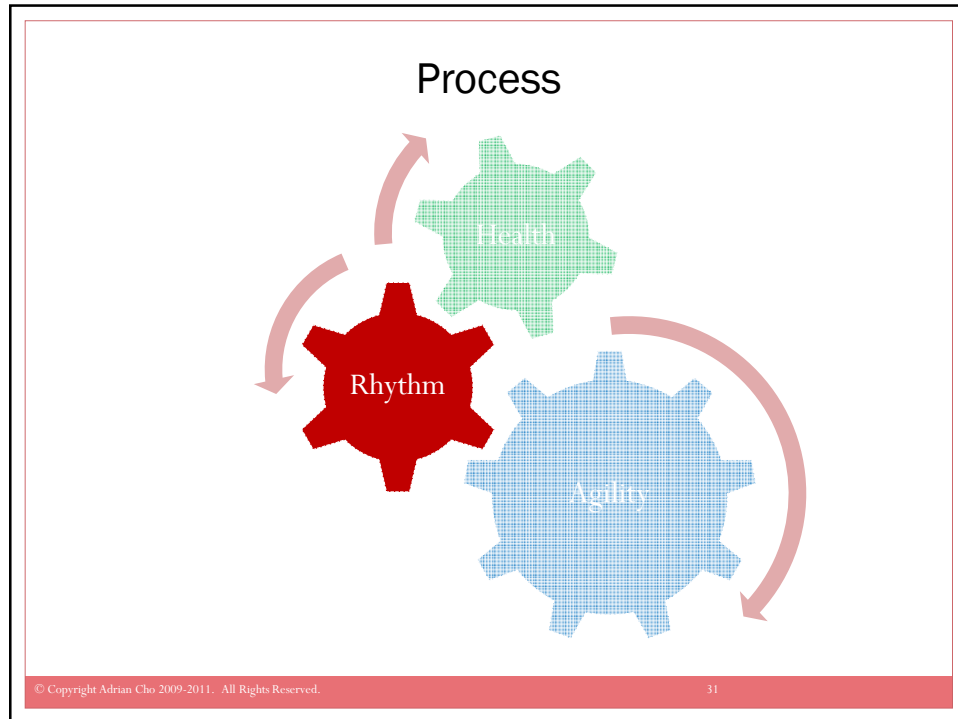 Process
Health
Rhythm
Agility
© Copyright Adrian Cho 2009-2011. All Rights Reserved.
31